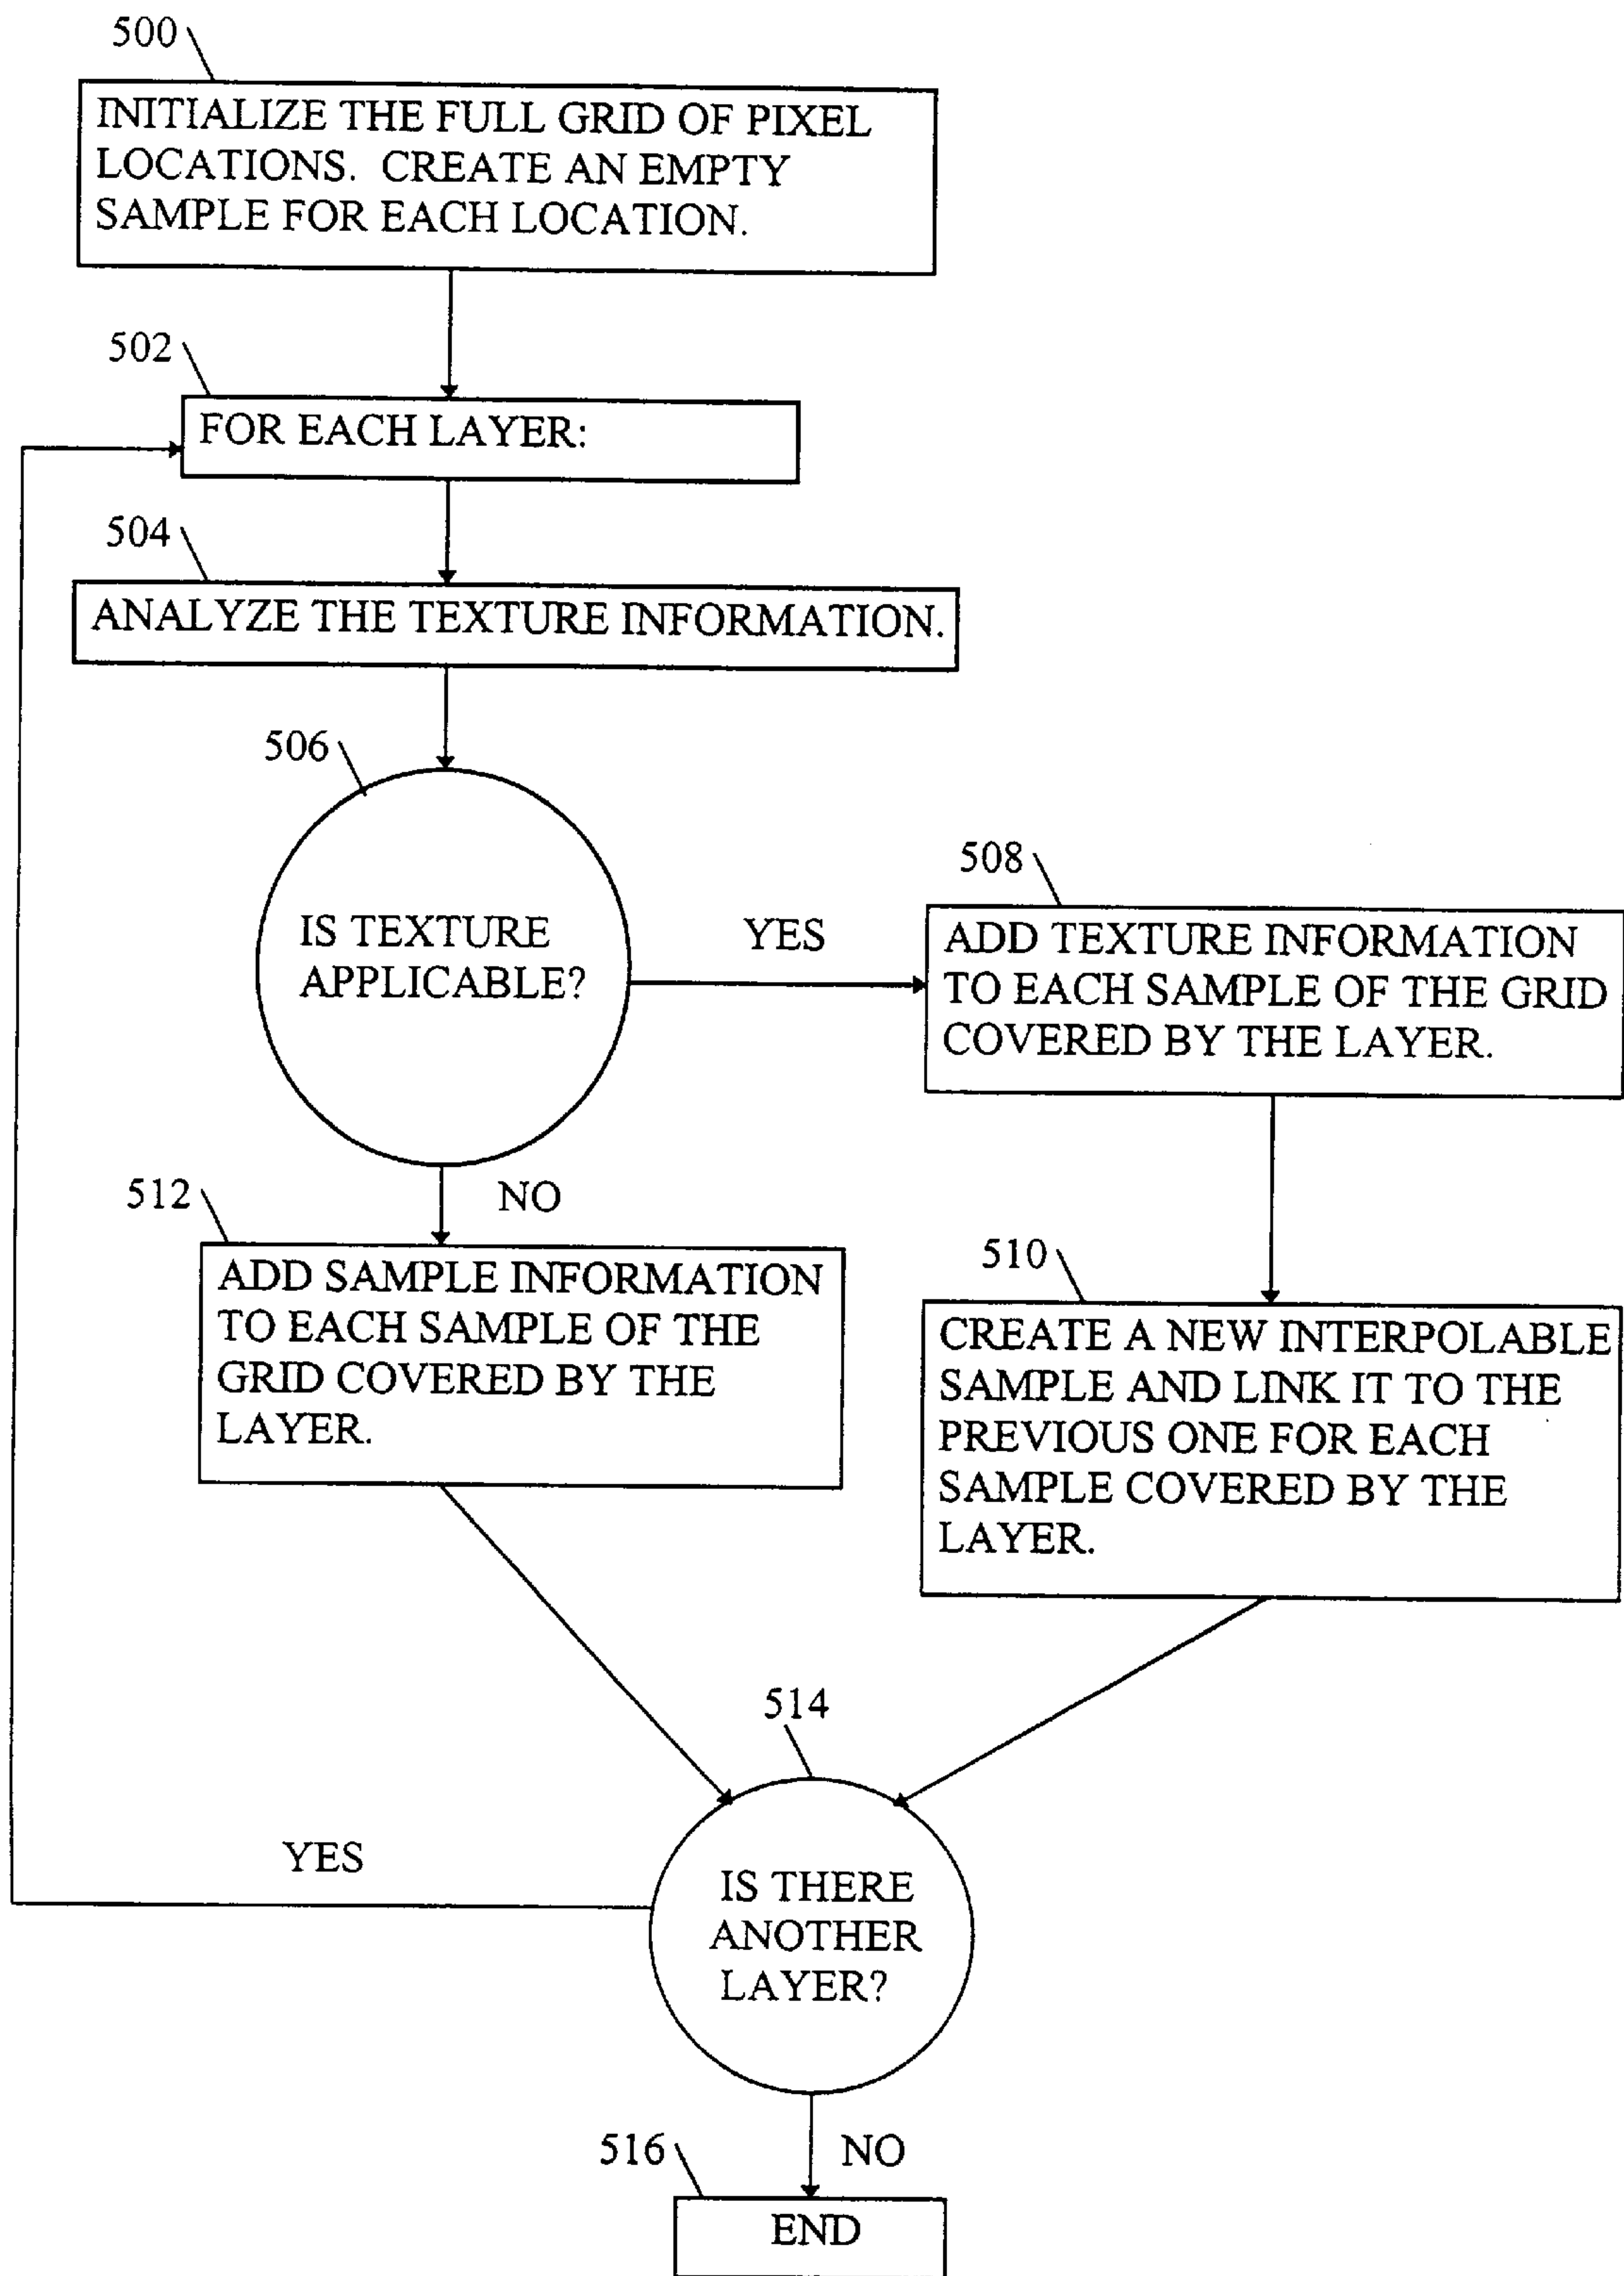 500
INITIALIZE THE FULL GRID OF PIXEL
LOCATIONS. CREATE AN EMPTY
SAMPLE FOR EACH LOCATION.
502
FOR EACH LAYER:
504
ANALYZE THE TEXTURE INFORMATION.
506
IS TEXTURE
APPLICABLE?
YES
508
ADD TEXTURE INFORMATION
TO EACH SAMPLE OF THE GRID
COVERED BY THE LAYER.
NO
512
ADD SAMPLE INFORMATION
TO EACH SAMPLE OF THE
GRID COVERED BY THE
LAYER.
510
CREATE A NEW INTERPOLABLE
SAMPLE AND LINK IT TO THE
PREVIOUS ONE FOR EACH
SAMPLE COVERED BY THE
LAYER.
514
IS THERE
ANOTHER
LAYER?
YES
NO
516
END